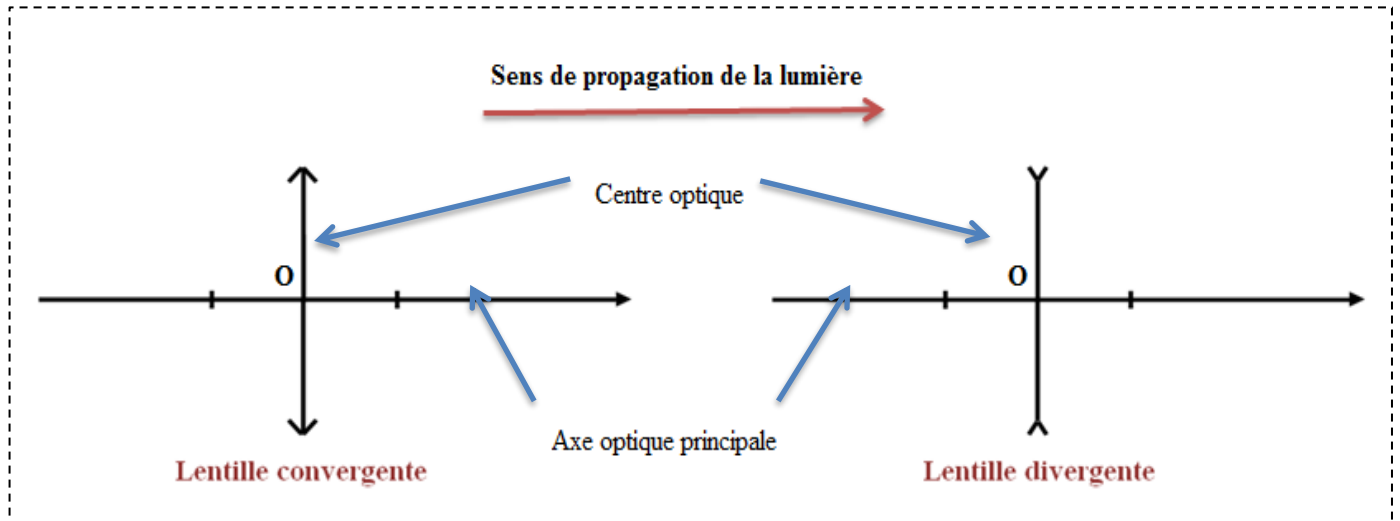 Sens de propagation de la lumière
Centre optique
O
O
Axe optique principale
Lentille convergente
Lentille divergente